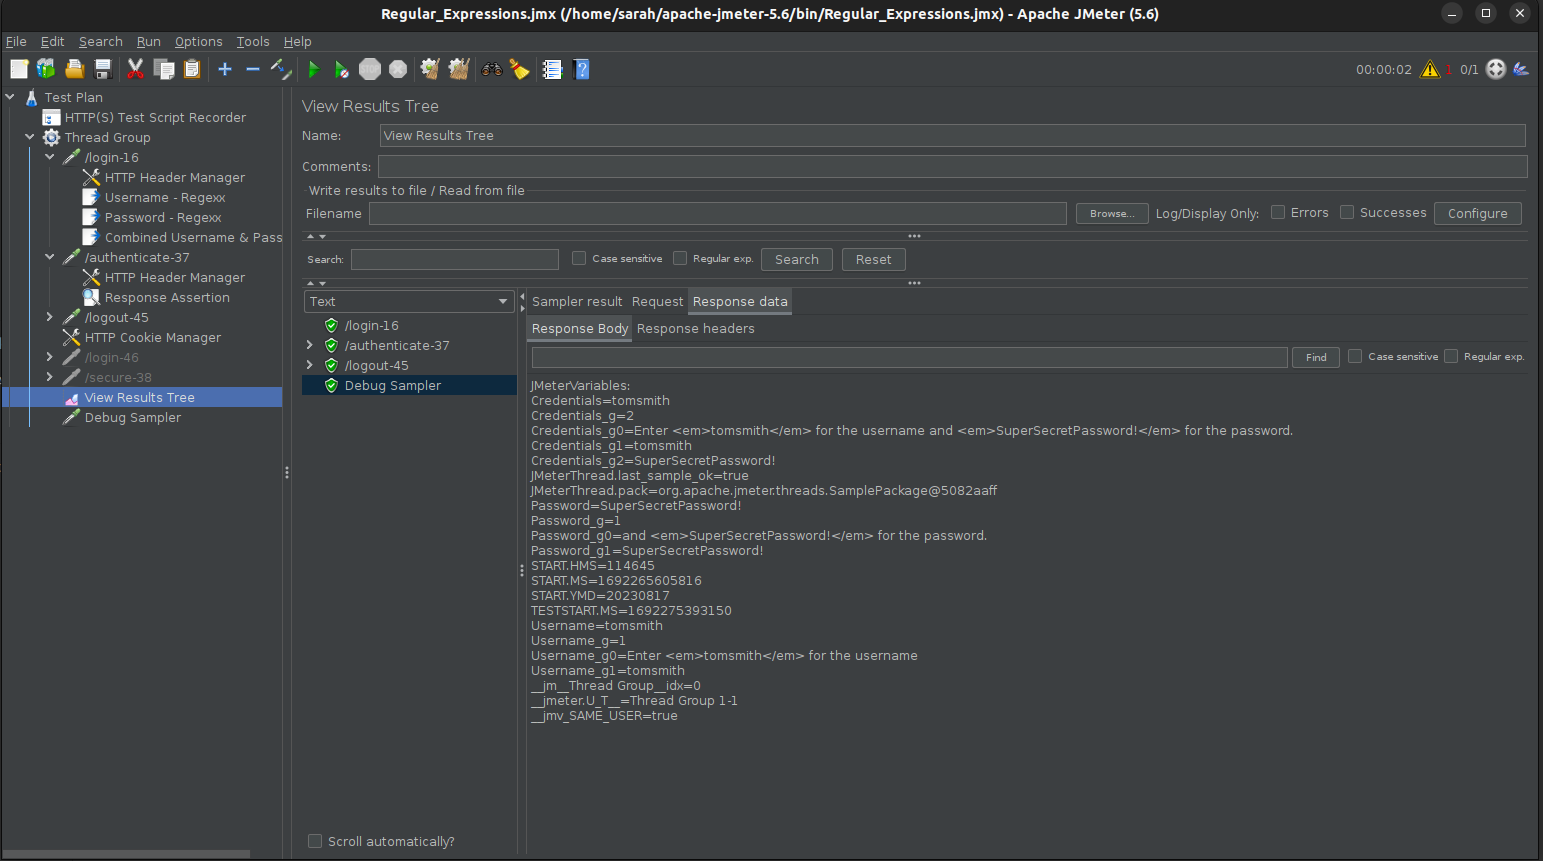 Regular_Expressions.jmx (/home/sarah/apache-jmeter-5.6/bin/Regular_Expressions.jmx) - Apache JMeter (5.6)
File Edit Search Run Options Tools Help
STOP
00:00:02 1 0/1
Test Plan
HTTP(S) Test Script Recorder
Thread Group
/login-16
HTTP Header Manager
Username - Regexx
Password - Regexx
Combined Username & Pass
/authenticate-37
HTTP Header Manager
Response Assertion
/logout-45
HTTP Cookie Manager
/login-46
/secure-38
View Results Tree
Debug Sampler
View Results Tree
Name: View Results Tree
Comments:
Write results to file / Read from file
Filename Browse... Log/Display Only: Errors Successes Configure
Search: Case sensitive Regular exp. Search Reset
Text
/login-16
/authenticate-37
/logout-45
Debug Sampler
Scroll automatically?
Sampler result Request Response data
Response Body Response headers
Find Case sensitive Regular exp.
JMeterVariables:
Credentials=tomsmith
Credentials_g=2
Credentials_g0=Enter <em>tomsmith</em> for the username and <em>SuperSecretPassword!</em> for the password.
Credentials_g1=tomsmith
Credentials_g2=SuperSecretPassword!
JMeterThread.last_sample_ok=true
JMeterThread.pack=org.apache.jmeter.threads.SamplePackage@5082aaff
Password=SuperSecretPassword!
Password_g=1
Password_g0=and <em>SuperSecretPassword!</em> for the password.
Password_g1=SuperSecretPassword!
START.HMS=114645
START.MS=1692265605816
START.YMD=20230817
TESTSTART.MS=1692275393150
Username=tomsmith
Username_g=1
Username_g0=Enter <em>tomsmith</em> for the username
Username_g1=tomsmith
__jm__Thread Group__idx=0
__jmeter.U_T__=Thread Group 1-1
__jmv_SAME_USER=true